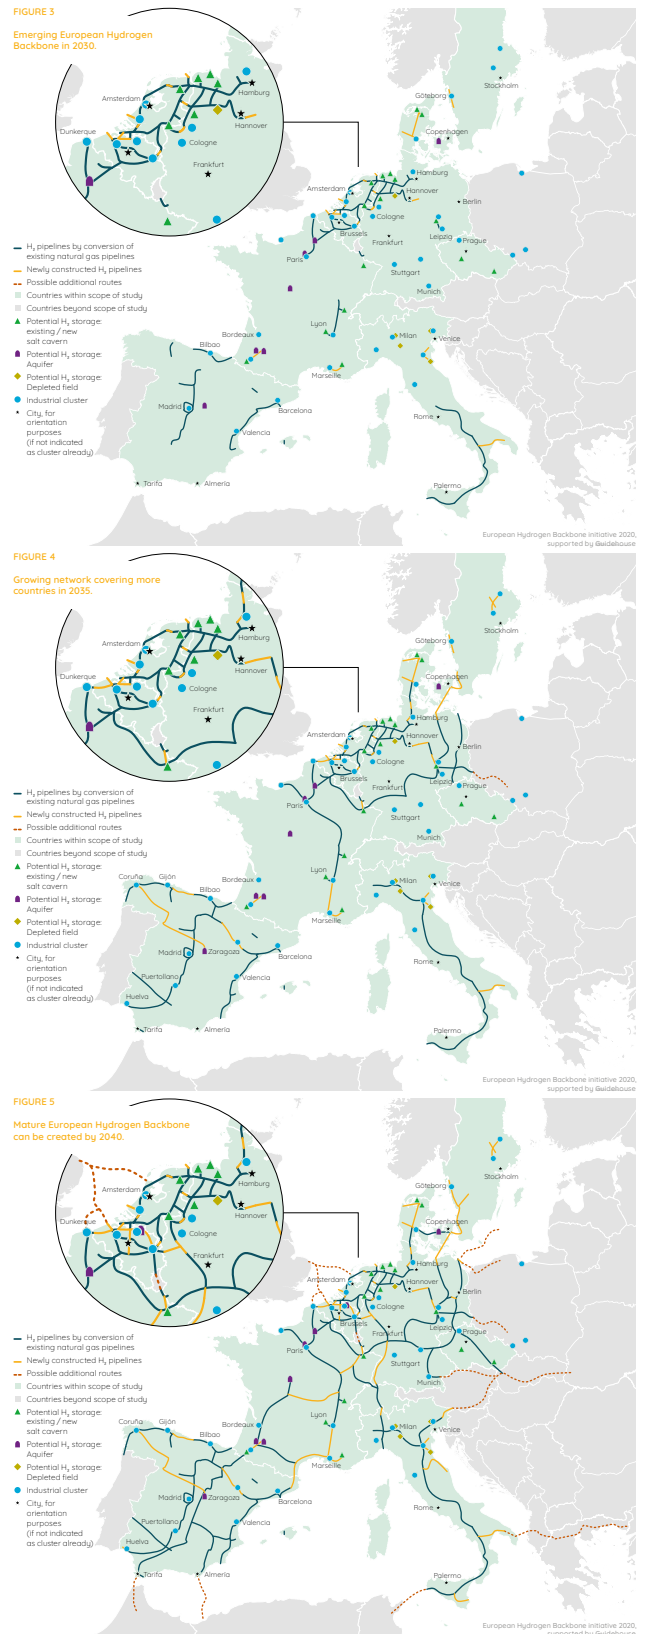 FIGURE 3
Emerging European Hydrogen
Backbone in 2030.
Amsterdam
Hamburg
Dunkerque
Hannover
Cologne
Frankfurt
Stockholm
Göteborg
Copenhagen
Hamburg
Amsterdam
Hannover
Berlin
Cologne
Brussels
Leipzig
Prague
Frankfurt
Paris
Stuttgart
Munich
Lyon
Bordeaux
Milan
Venice
Bilbao
Marseille
Madrid
Barcelona
Rome
Valencia
Tarifa
Almeria
Palermo
H₂ pipelines by conversion of
existing natural gas pipelines
Newly constructed H₂ pipelines
Possible additional routes
Countries within scope of study
Countries beyond scope of study
Potential H₂ storage:
existing / new
salt cavern
Potential H₂ storage:
Aquifer
Potential H₂ storage:
Depleted field
Industrial cluster
City, for
orientation
purposes
(if not indicated
as cluster already)
European Hydrogen Backbone initiative 2020,
supported by Guidehouse
FIGURE 4
Growing network covering more
countries in 2035.
Amsterdam
Hamburg
Dunkerque
Hannover
Cologne
Frankfurt
Stockholm
Göteborg
Copenhagen
Hamburg
Amsterdam
Hannover
Berlin
Cologne
Brussels
Leipzig
Prague
Frankfurt
Paris
Stuttgart
Munich
Lyon
Coruña
Gijón
Bordeaux
Milan
Venice
Bilbao
Marseille
Madrid
Zaragoza
Barcelona
Rome
Puertollano
Valencia
Huelva
Tarifa
Almeria
Palermo
H₂ pipelines by conversion of
existing natural gas pipelines
Newly constructed H₂ pipelines
Possible additional routes
Countries within scope of study
Countries beyond scope of study
Potential H₂ storage:
existing / new
salt cavern
Potential H₂ storage:
Aquifer
Potential H₂ storage:
Depleted field
Industrial cluster
City, for
orientation
purposes
(if not indicated
as cluster already)
European Hydrogen Backbone initiative 2020,
supported by Guidehouse
FIGURE 5
Mature European Hydrogen Backbone
can be created by 2040.
Amsterdam
Hamburg
Dunkerque
Hannover
Cologne
Frankfurt
Stockholm
Göteborg
Copenhagen
Hamburg
Amsterdam
Hannover
Berlin
Cologne
Brussels
Leipzig
Prague
Frankfurt
Paris
Stuttgart
Munich
Lyon
Coruña
Gijón
Bordeaux
Milan
Venice
Bilbao
Marseille
Madrid
Zaragoza
Barcelona
Rome
Puertollano
Valencia
Huelva
Tarifa
Almeria
Palermo
H₂ pipelines by conversion of
existing natural gas pipelines
Newly constructed H₂ pipelines
Possible additional routes
Countries within scope of study
Countries beyond scope of study
Potential H₂ storage:
existing / new
salt cavern
Potential H₂ storage:
Aquifer
Potential H₂ storage:
Depleted field
Industrial cluster
City, for
orientation
purposes
(if not indicated
as cluster already)
European Hydrogen Backbone initiative 2020,
supported by Guidehouse